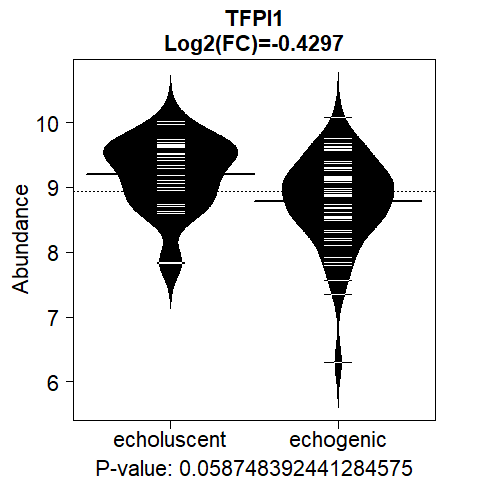 TFPI1
Log2(FC)=-0.4297
Abundance
10
9
8
7
6
echoluscent echogenic
P-value: 0.058748392441284575